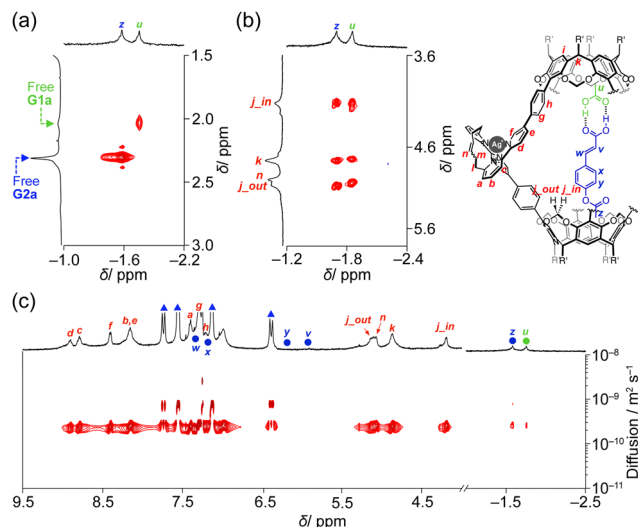 (a)
z
u
1.5
Free
G1a
2.0
Free
G2a
2.5
3.0
-1.0
-1.6
-2.2
δ/ ppm
δ/ ppm
(b)
z
u
3.6
j_in
4.6
k
n
j_out
5.6
-1.2
-1.8
-2.4
δ/ ppm
δ/ ppm
R' R' R' R'
i
k
O O
u
h
g
O O
H H
O O
f
e
Ag
N
d
n
m
l
a
b
w
v
x
y
j_out j_in
H H
O O
z
O O
R' R' R' R'
(c)
d
c
f
b,e
a
g
h
w
x
y
v
j_out
n
k
j_in
z
u
10⁻⁸
10⁻⁹
10⁻¹⁰
10⁻¹¹
Diffusion / m² s⁻¹
9.5
8.5
7.5
6.5
5.5
4.5
-1.5
-2.5
δ/ ppm